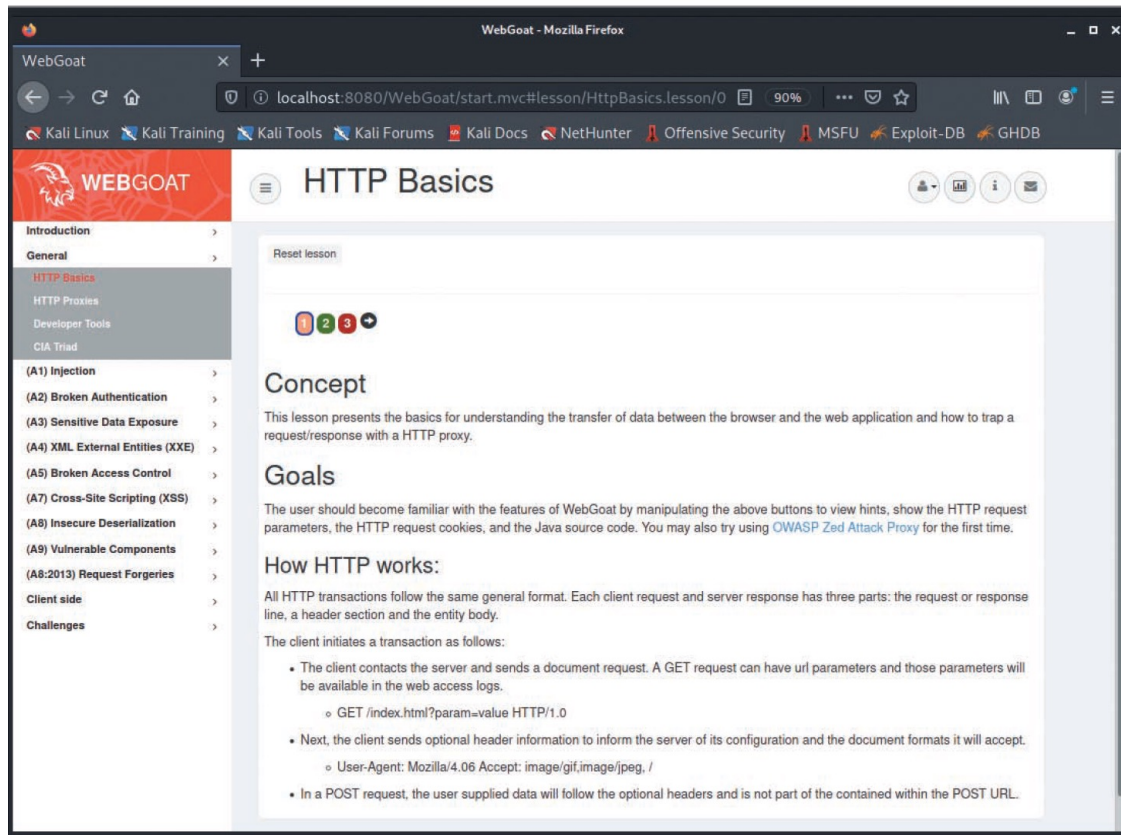 WebGoat - Mozilla Firefox
WebGoat
localhost:8080/WebGoat/start.mvc#lesson/HttpBasics.lesson/0 90%
Kali Linux Kali Training Kali Tools Kali Forums Kali Docs NetHunter Offensive Security MSFU Exploit-DB GHDB
WEBGOAT
HTTP Basics
Introduction
General
HTTP Basics
HTTP Proxies
Developer Tools
CIA Triad
(A1) Injection
(A2) Broken Authentication
(A3) Sensitive Data Exposure
(A4) XML External Entities (XXE)
(A5) Broken Access Control
(A7) Cross-Site Scripting (XSS)
(A8) Insecure Deserialization
(A9) Vulnerable Components
(A8:2013) Request Forgeries
Client side
Challenges
Reset lesson
1 2 3
Concept
This lesson presents the basics for understanding the transfer of data between the browser and the web application and how to trap a
request/response with a HTTP proxy.
Goals
The user should become familiar with the features of WebGoat by manipulating the above buttons to view hints, show the HTTP request
parameters, the HTTP request cookies, and the Java source code. You may also try using OWASP Zed Attack Proxy for the first time.
How HTTP works:
All HTTP transactions follow the same general format. Each client request and server response has three parts: the request or response
line, a header section and the entity body.
The client initiates a transaction as follows:
• The client contacts the server and sends a document request. A GET request can have url parameters and those parameters will
be available in the web access logs.
◦ GET /index.html?param=value HTTP/1.0
• Next, the client sends optional header information to inform the server of its configuration and the document formats it will accept.
◦ User-Agent: Mozilla/4.06 Accept: image/gif,image/jpeg, /
• In a POST request, the user supplied data will follow the optional headers and is not part of the contained within the POST URL.